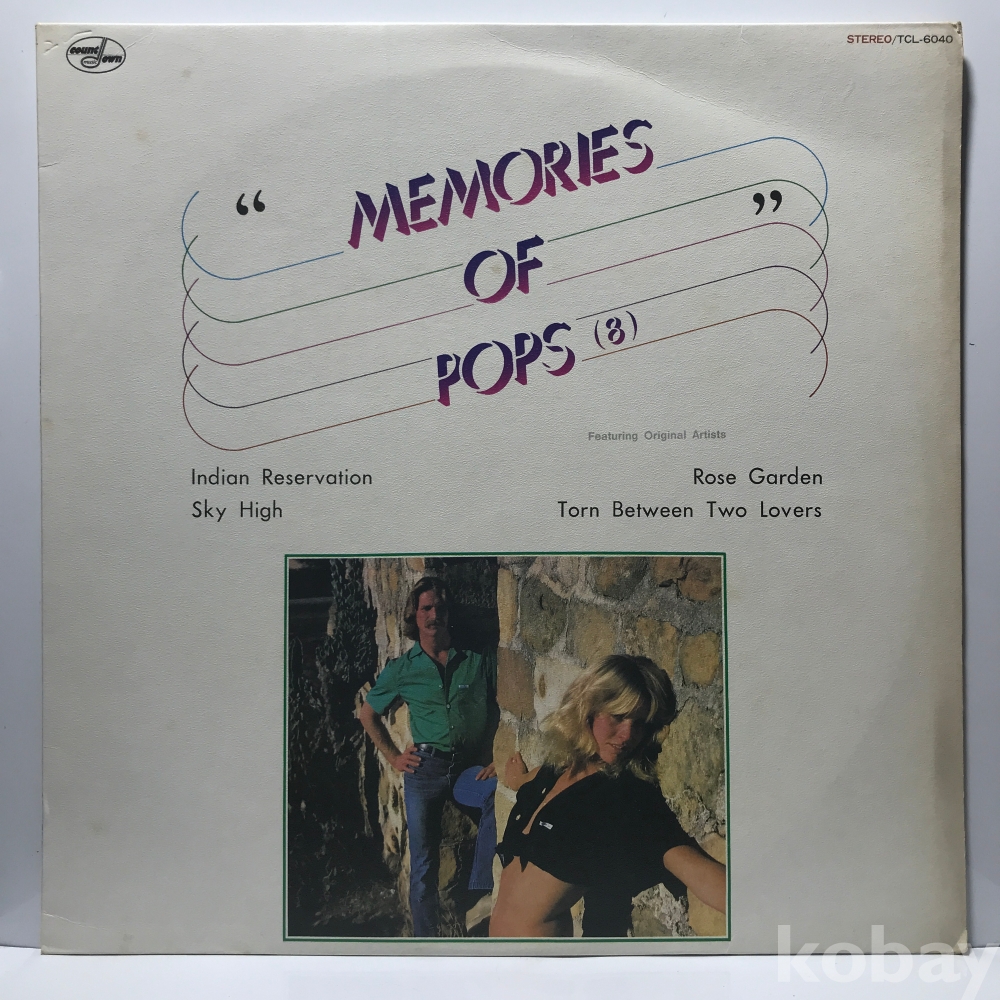 count down
music
STEREO/TCL-6040
“ MEMORIES
OF
POPS (8) ”
Featuring Original Artists
Indian Reservation
Rose Garden
Sky High
Torn Between Two Lovers
kobay